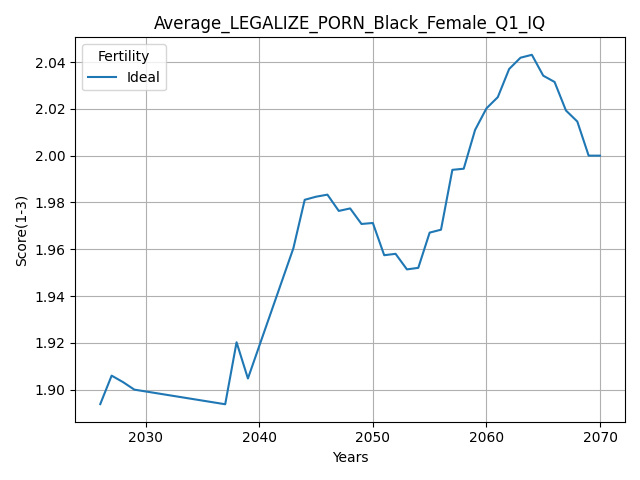 Average_LEGALIZE_PORN_Black_Female_Q1_IQ
Fertility
Ideal
Score(1-3)
2.04
2.02
2.00
1.98
1.96
1.94
1.92
1.90
2030 2040 2050 2060 2070
Years